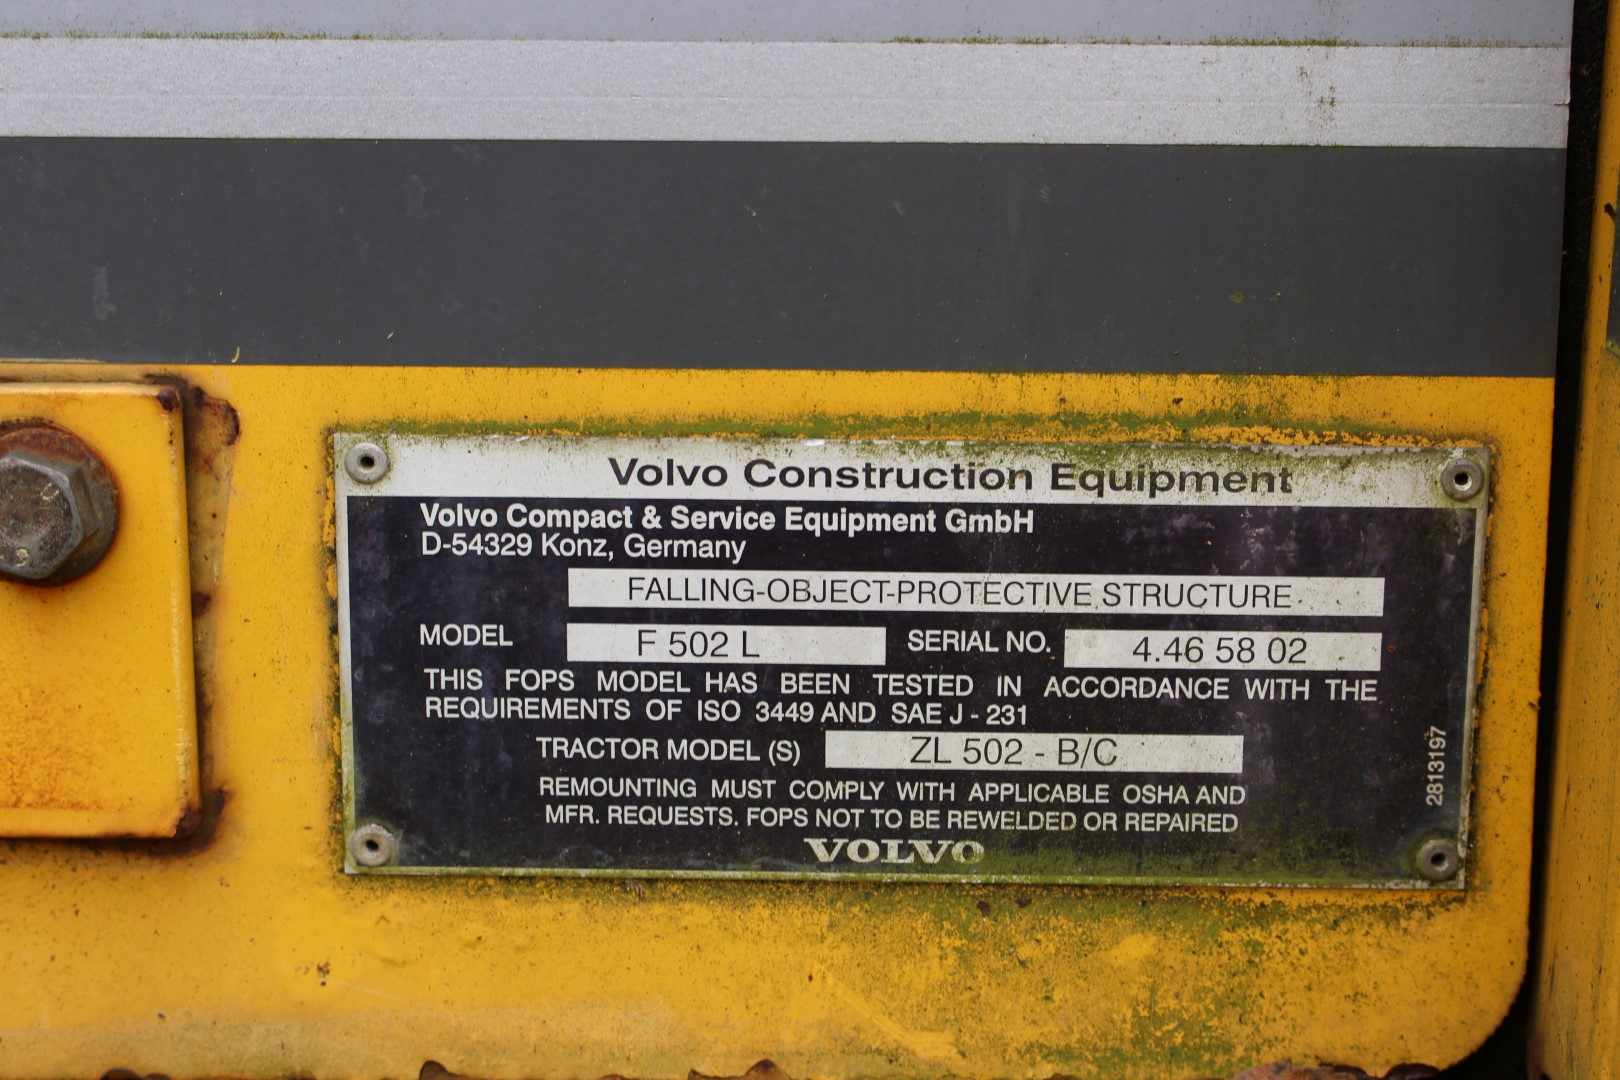 Volvo Construction Equipment
Volvo Compact & Service Equipment GmbH
D-54329 Konz, Germany
FALLING-OBJECT-PROTECTIVE STRUCTURE
MODEL F 502 L SERIAL NO. 4.46 58 02
THIS FOPS MODEL HAS BEEN TESTED IN ACCORDANCE WITH THE
REQUIREMENTS OF ISO 3449 AND SAE J - 231
TRACTOR MODEL (S) ZL 502 - B/C
REMOUNTING MUST COMPLY WITH APPLICABLE OSHA AND
MFR. REQUESTS. FOPS NOT TO BE REWELDED OR REPAIRED
VOLVO
2813197